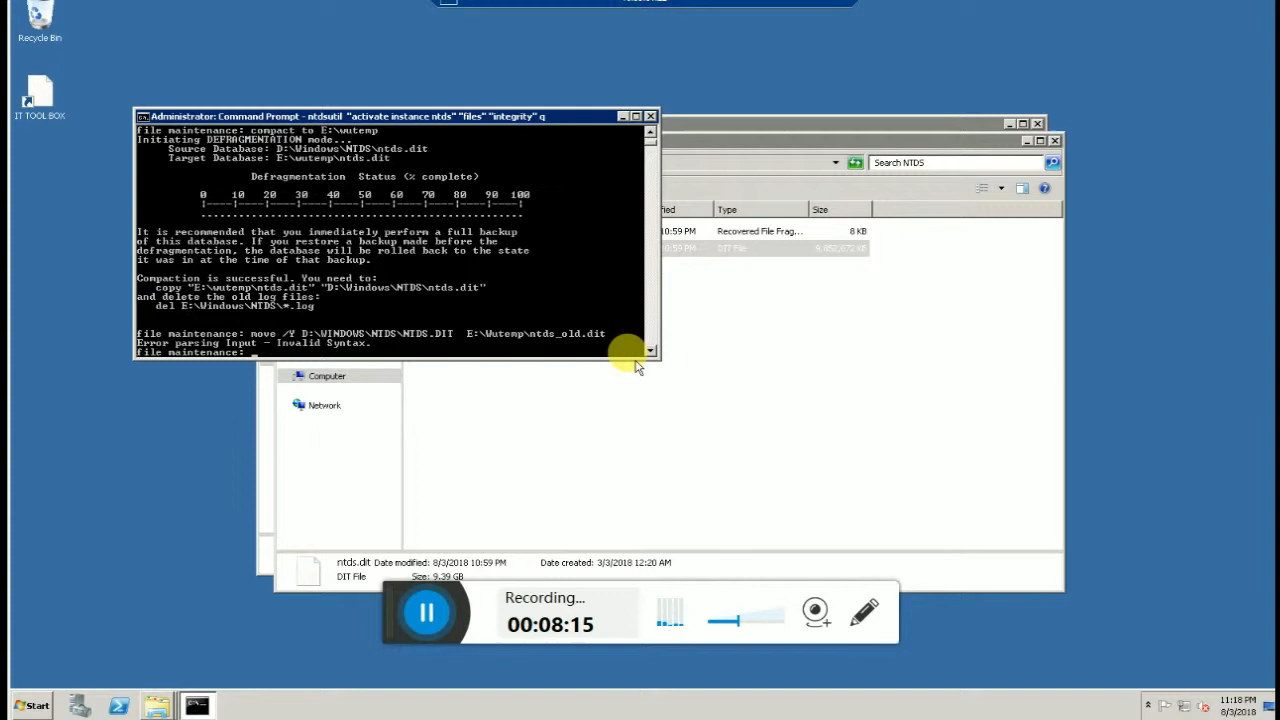 Recycle Bin
IT TOOL BOX
Administrator: Command Prompt - ntdsutil "activate instance ntds" "files" "integrity" q
file maintenance: compact to E:\wutemp
Initiating DEFRAGMENTATION mode...
Source Database: D:\Windows\NTDS\ntds.dit
Target Database: E:\wutemp\ntds.dit
Defragmentation Status (% complete)
0 10 20 30 40 50 60 70 80 90 100
|----|----|----|----|----|----|----|----|----|----|
...................................................
It is recommended that you immediately perform a full backup
of this database. If you restore a backup made before the
defragmentation, the database will be rolled back to the state
it was in at the time of that backup.
Compaction is successful. You need to:
copy "E:\wutemp\ntds.dit" "D:\Windows\NTDS\ntds.dit"
and delete the old log files:
del E:\Windows\NTDS\*.log
file maintenance: move /Y D:\WINDOWS\NTDS\NTDS.DIT E:\Wutemp\ntds_old.dit
Error parsing Input - Invalid Syntax.
file maintenance: _
Search NTDS
fied Type Size
10:59 PM Recovered File Frag... 8 KB
10:59 PM DIT File
Computer
Network
ntds.dit Date modified: 8/3/2018 10:59 PM Date created: 3/3/2018 12:20 AM
DIT File Size: 9.39 GB
Recording...
00:08:15
Start
11:18 PM
8/3/2018